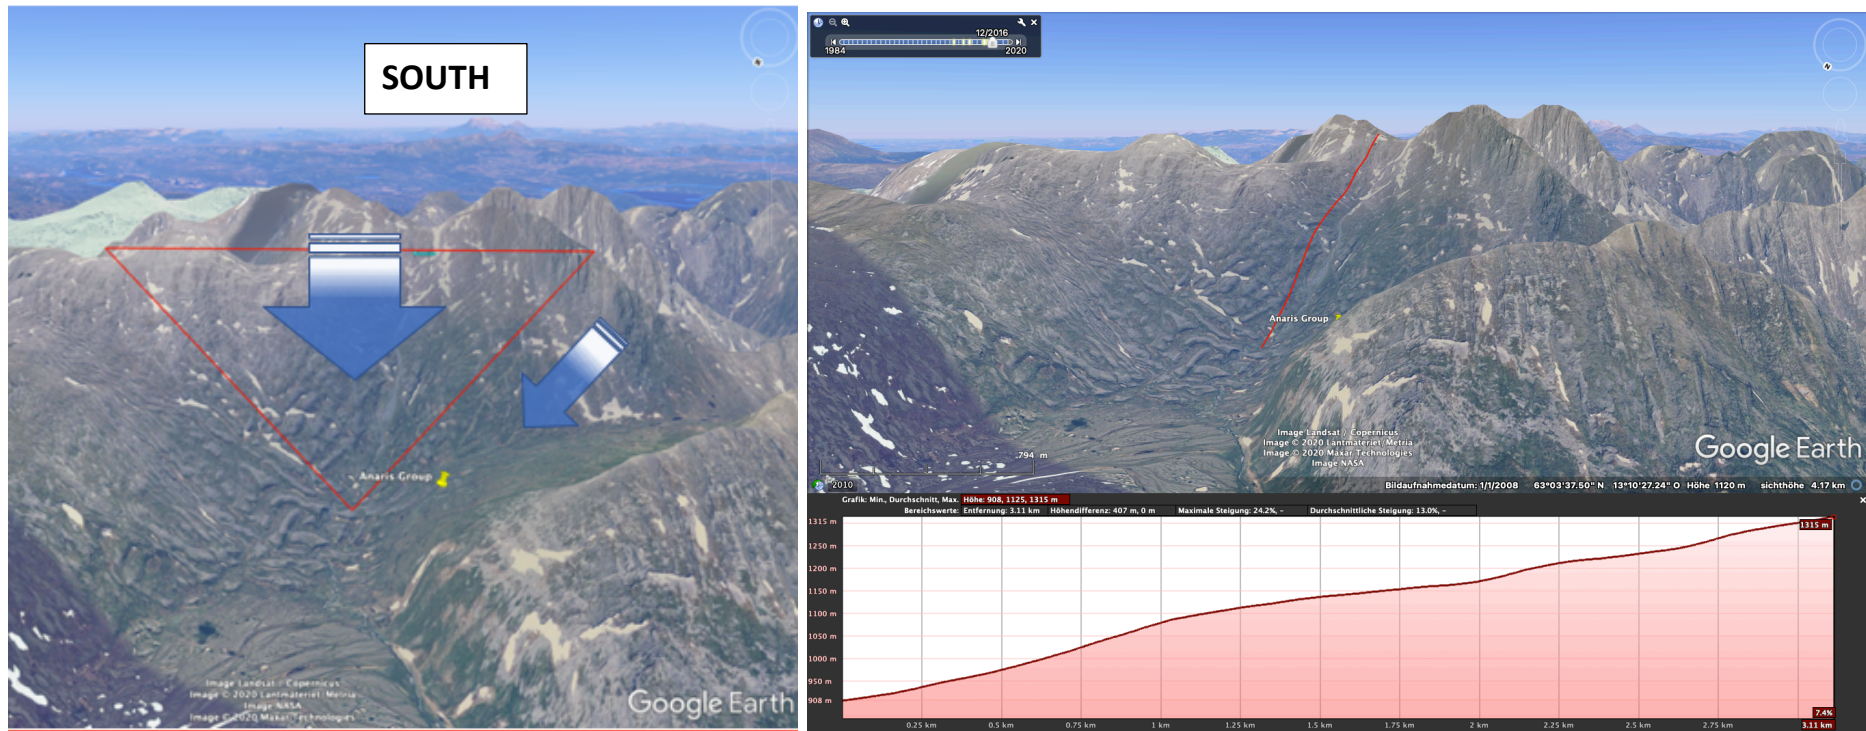 SOUTH
N
Anaris Group
Image Landsat / Copernicus
Image © 2020 Lantmateriet/Metria
Image NASA
Image © 2020 Maxar Technologies
Google Earth
12/2016
1984
2020
N
Anaris Group
Image Landsat / Copernicus
Image © 2020 Lantmateriet/Metria
Image © 2020 Maxar Technologies
Image NASA
Google Earth
794 m
2010
Bildaufnahmedatum: 1/1/2008 63°03'37.50" N 13°10'27.24" O Höhe 1120 m sichthöhe 4.17 km
Grafik: Min., Durchschnitt, Max. Höhe: 908, 1125, 1315 m
Bereichswerte: Entfernung: 3.11 km Höhendifferenz: 407 m, 0 m Maximale Steigung: 24.2%, - Durchschnittliche Steigung: 13.0%, -
1315 m
1315 m
1250 m
1200 m
1150 m
1100 m
1050 m
1000 m
950 m
908 m
7.4%
0.25 km 0.5 km 0.75 km 1 km 1.25 km 1.5 km 1.75 km 2 km 2.25 km 2.5 km 2.75 km 3.11 km